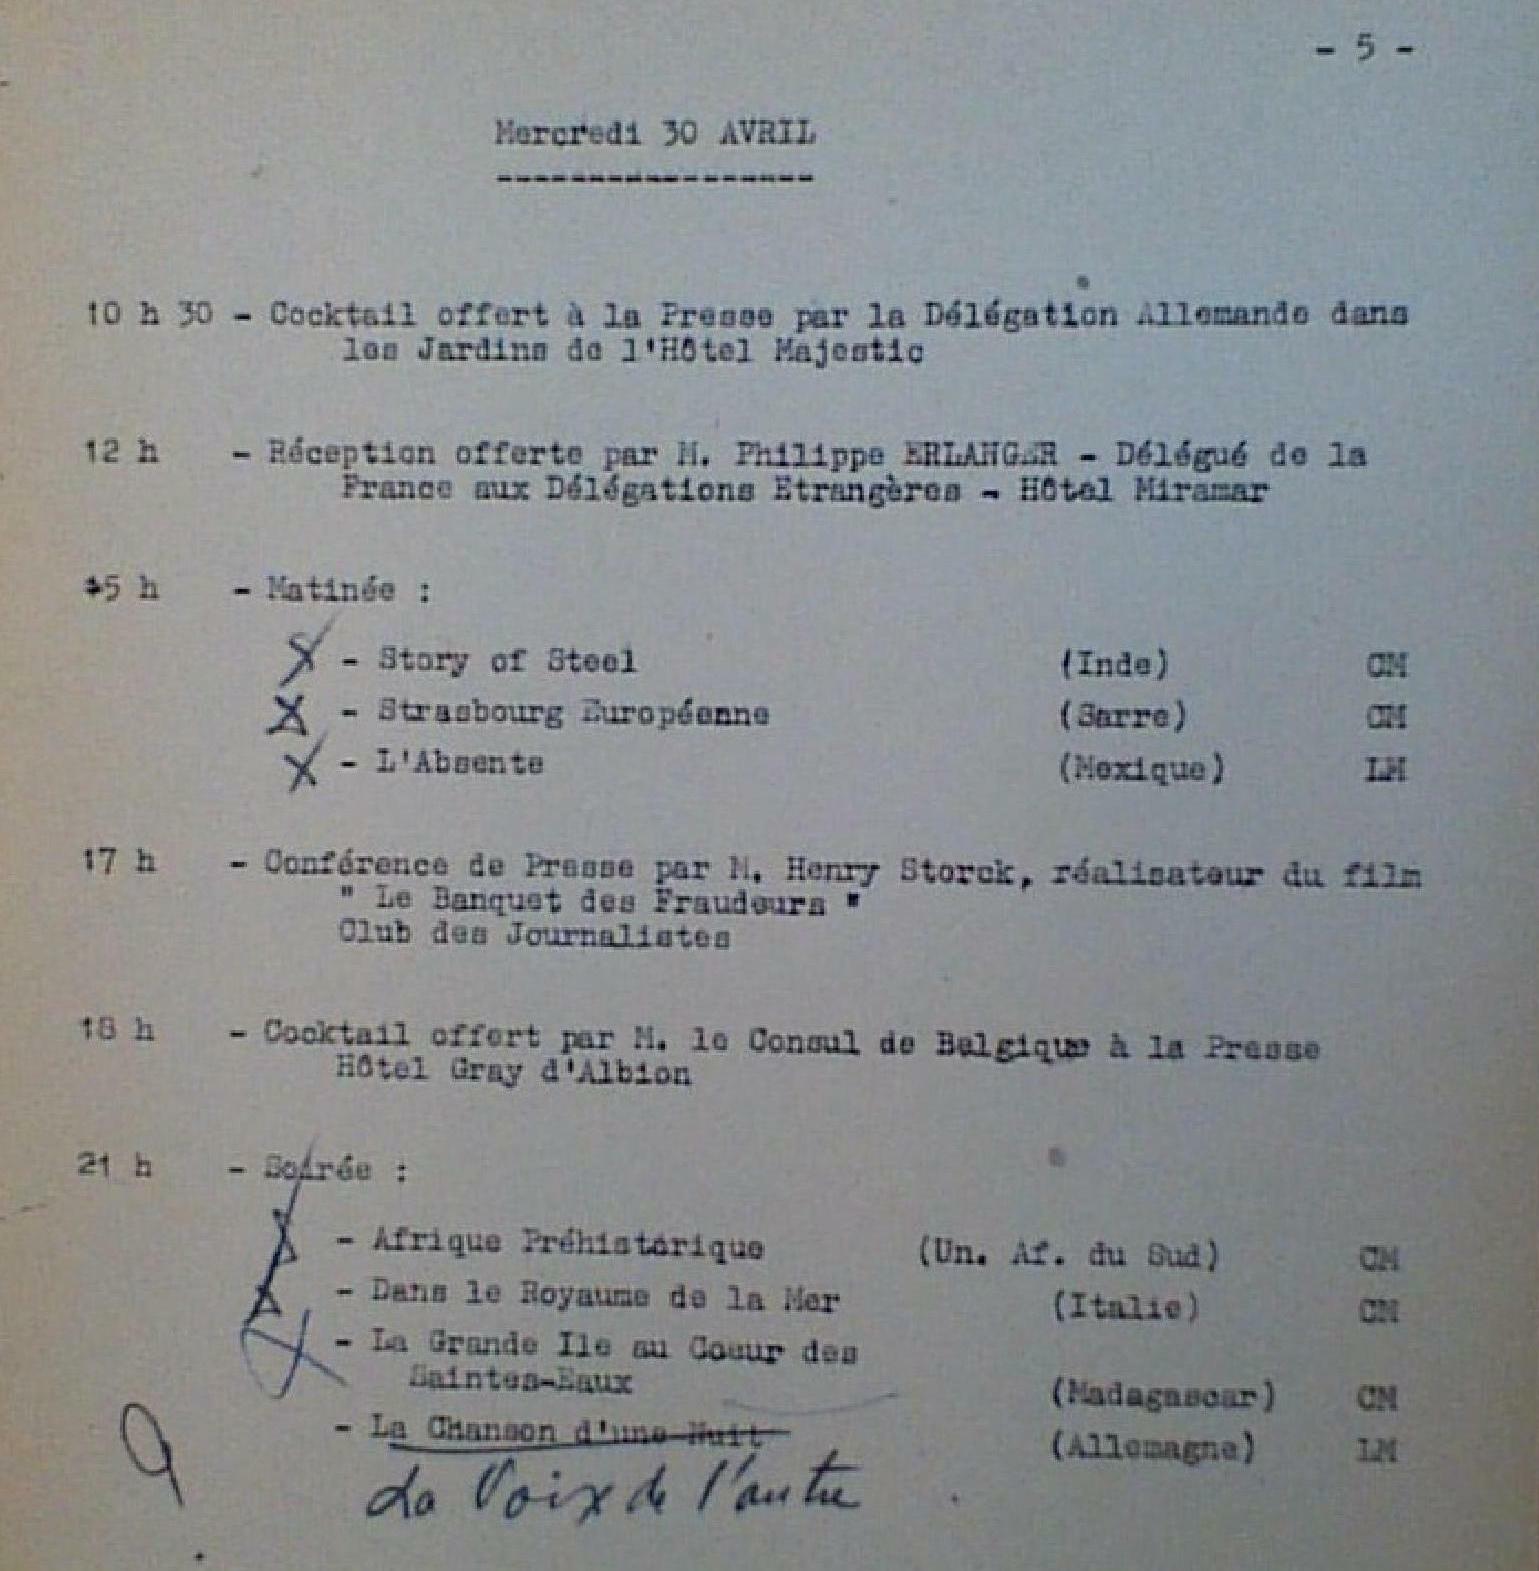 - 5 -
Mercredi 30 AVRIL
-----------------
10 h 30 - Cocktail offert à la Presse par la Délégation Allemande dans
les Jardins de l'Hôtel Majestic
12 h - Réception offerte par M. Philippe ERLANGER - Délégué de la
France aux Délégations Etrangères - Hôtel Miramar
15 h - Matinée :
- Story of Steel (Inde) CM
- Strasbourg Européenne (Sarre) CM
- L'Absente (Mexique) LM
17 h - Conférence de Presse par M. Henry Storck, réalisateur du film
" Le Banquet des Fraudeurs "
Club des Journalistes
18 h - Cocktail offert par M. le Consul de Belgique à la Presse
Hôtel Gray d'Albion
21 h - Soirée :
- Afrique Préhistorique (Un. Af. du Sud) CM
- Dans le Royaume de la Mer (Italie) CM
- La Grande Ile au Coeur des
Saintes-Eaux (Madagascar) CM
- La Chanson d'une Nuit (Allemagne) LM
La Voix de l'autre